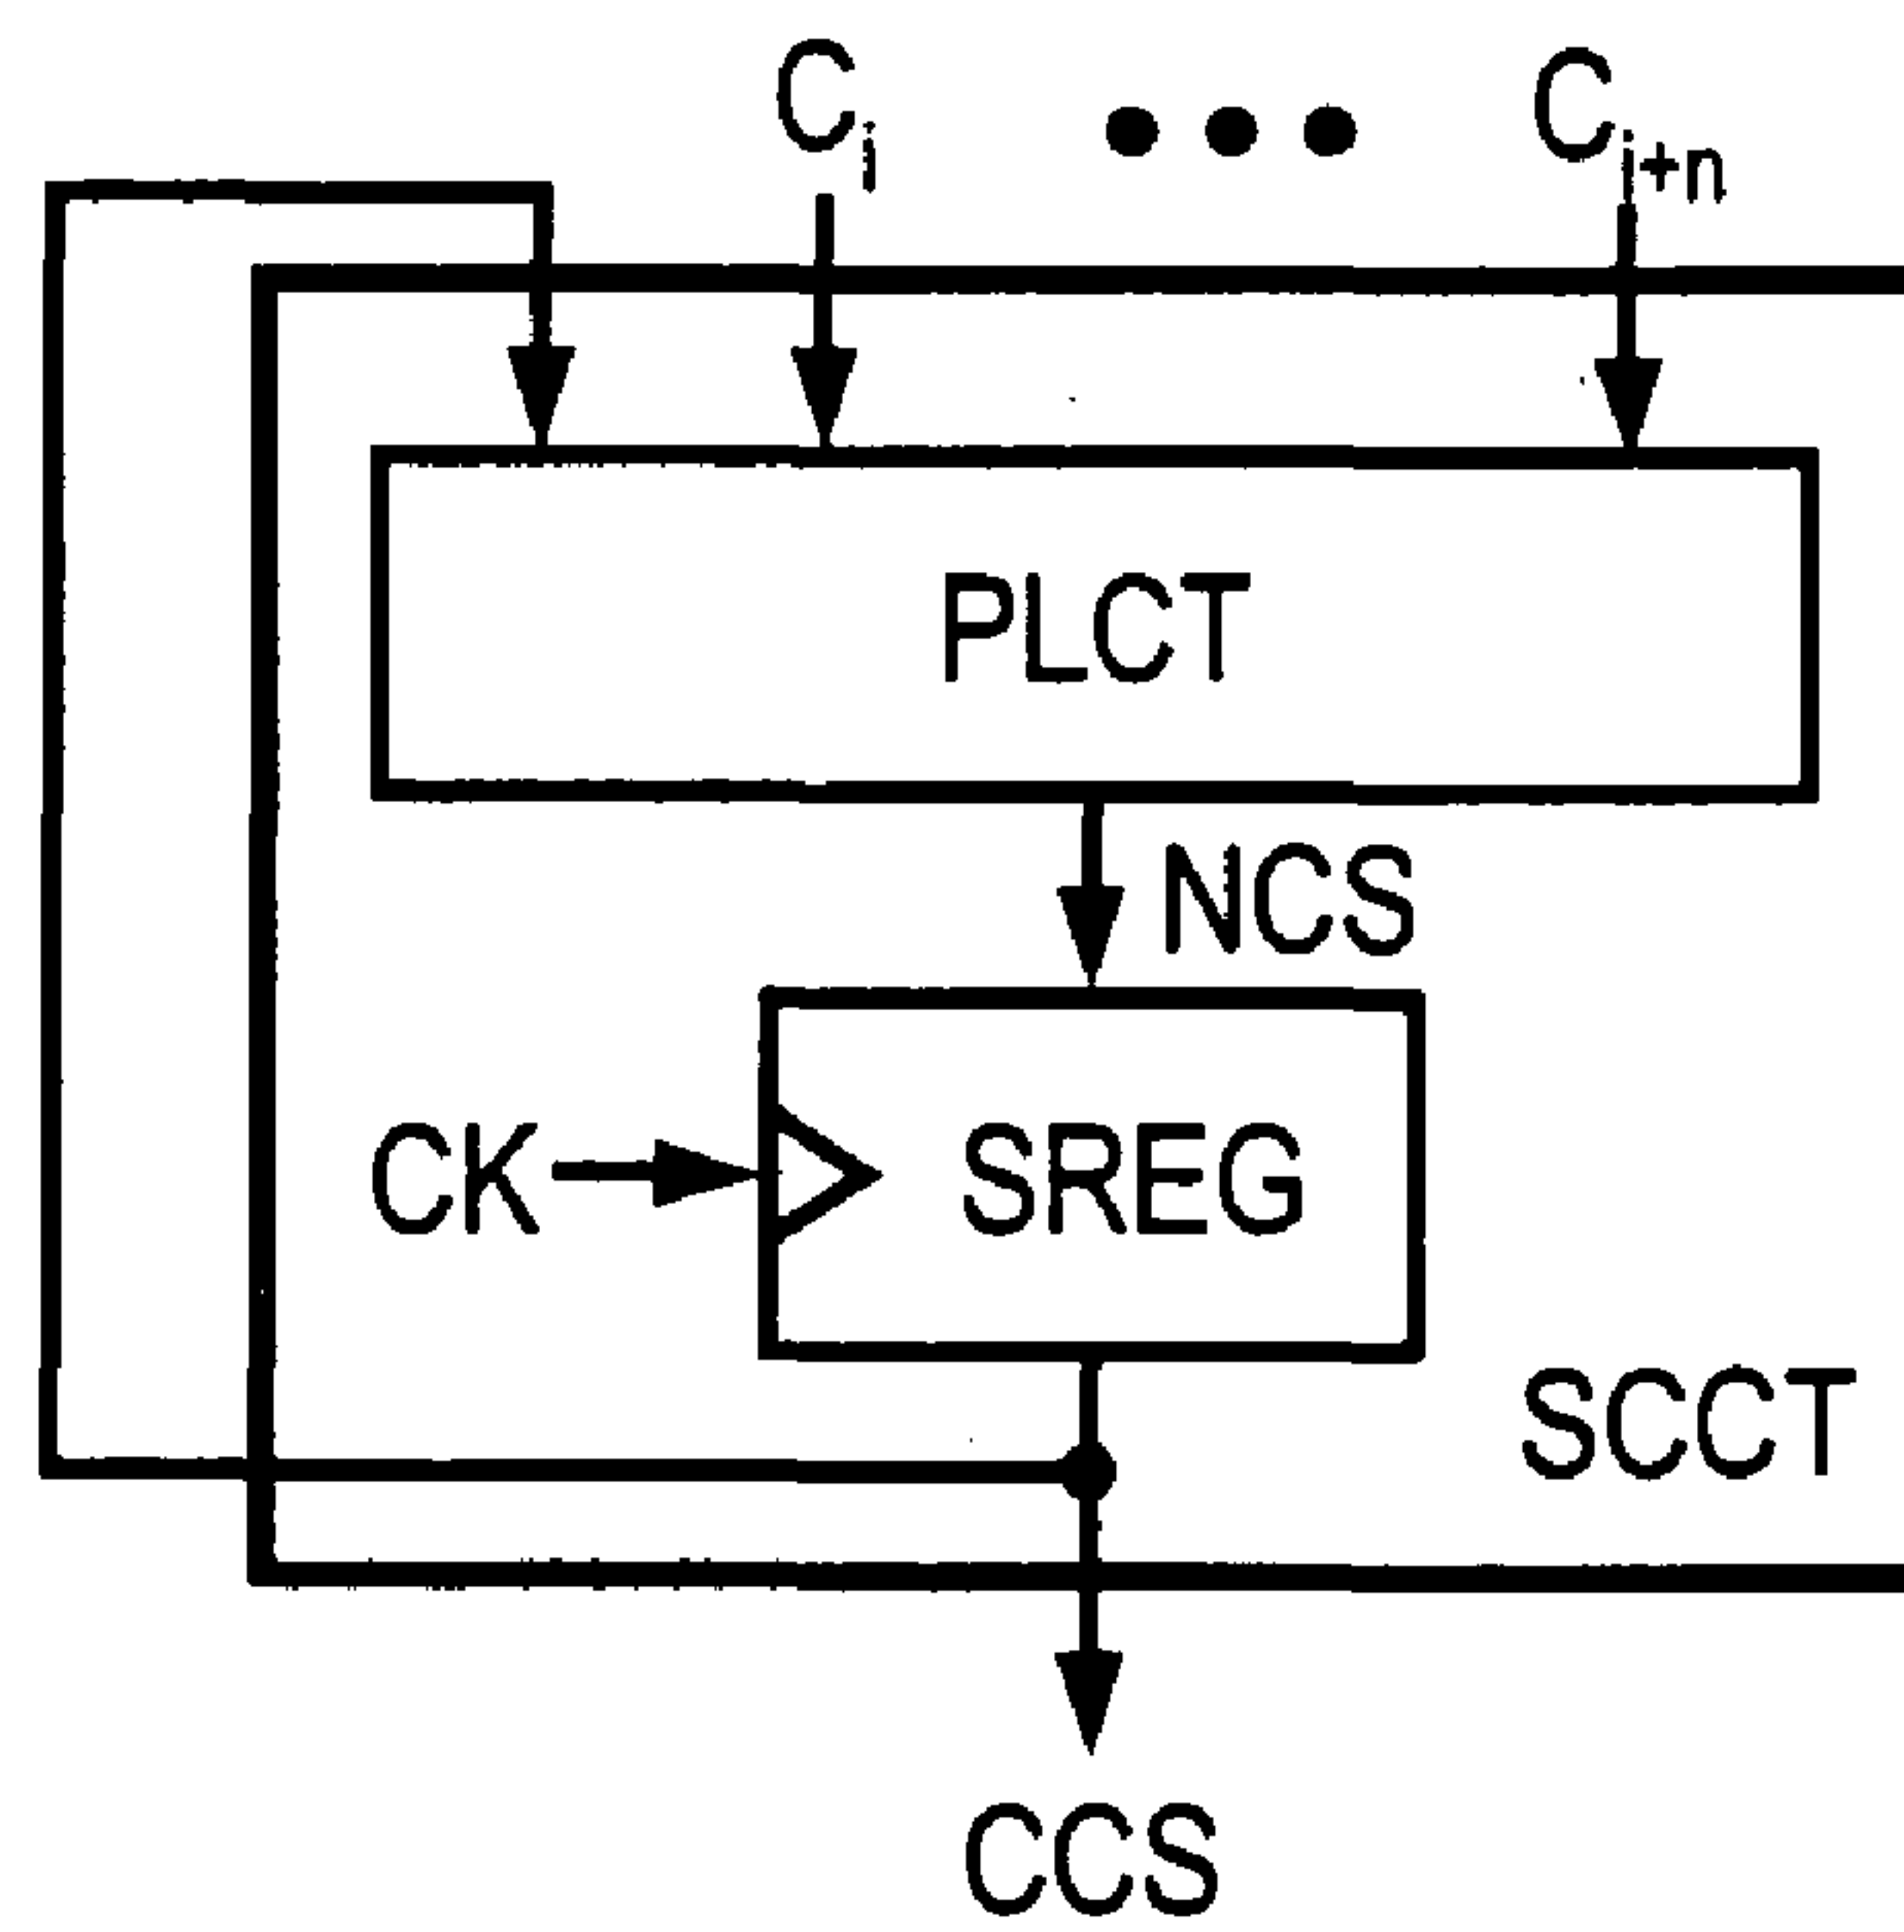 Ci ••• Ci+n
PLCT
NCS
CK SREG
SCCT
CCS